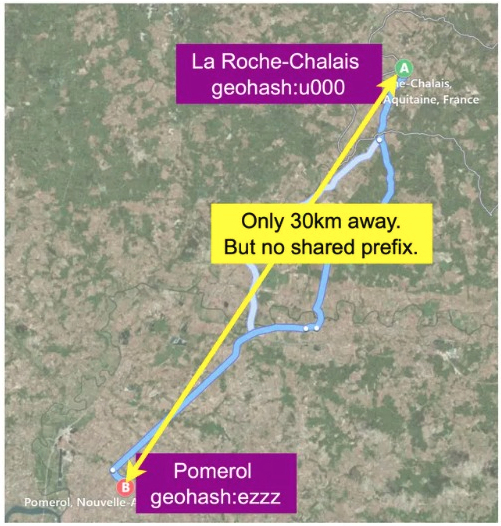 La Roche-Chalais
geohash:u000
A
he-Chalais,
Aquitaine, France
Only 30km away.
But no shared prefix.
Pomerol
geohash:ezzz
B
Pomerol, Nouvelle-A